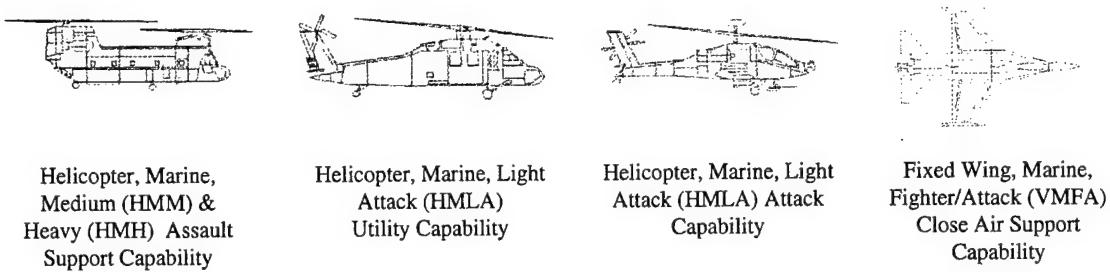 Helicopter, Marine,
Medium (HMM) &
Heavy (HMH) Assault
Support Capability
Helicopter, Marine, Light
Attack (HMLA)
Utility Capability
Helicopter, Marine, Light
Attack (HMLA) Attack
Capability
Fixed Wing, Marine,
Fighter/Attack (VMFA)
Close Air Support
Capability